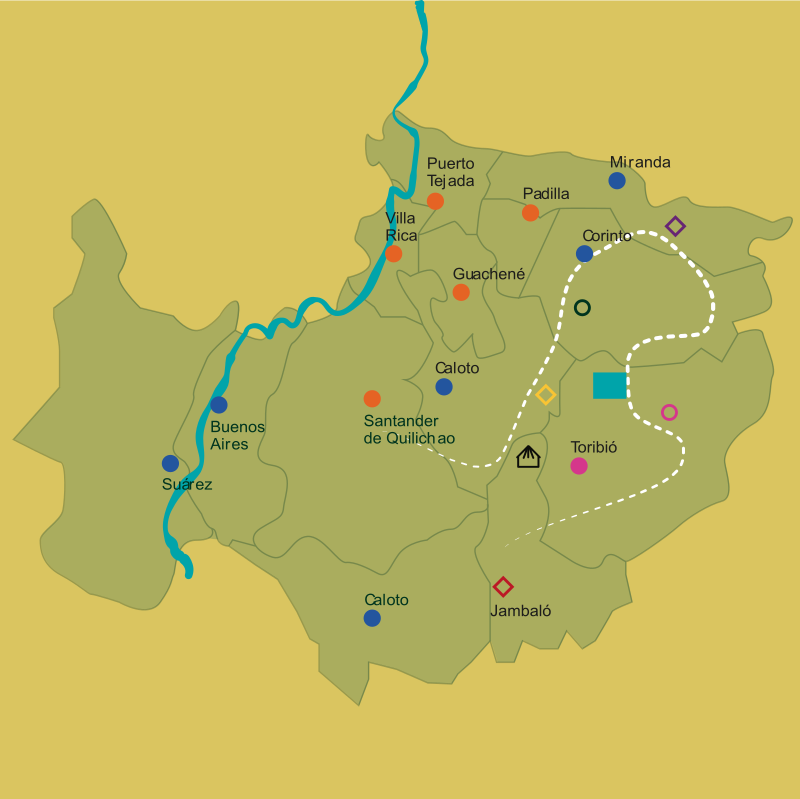 Miranda
Puerto
Tejada
Padilla
Villa
Rica
Corinto
Guachené
Caloto
Santander
de Quilichao
Buenos
Aires
Toribió
Suárez
Caloto
Jambaló